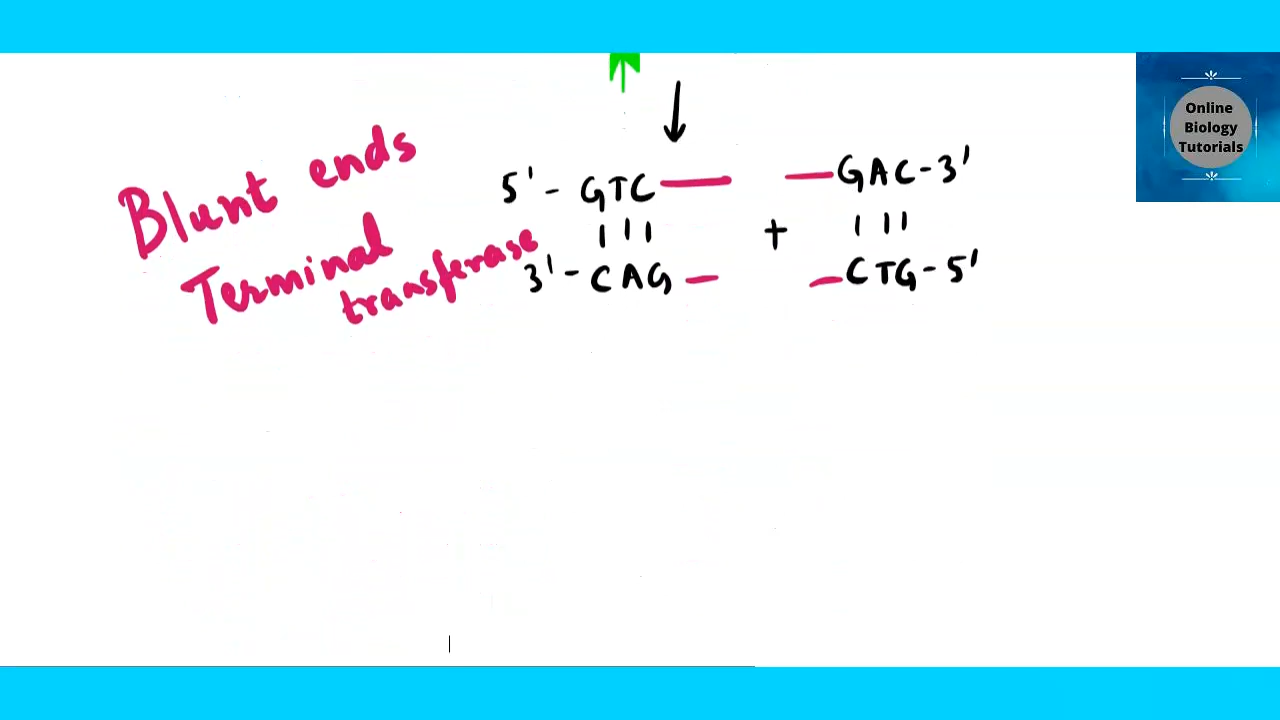 Online
Biology
Tutorials
Blunt ends
Terminal
transferase
5' - GTC — — GAC - 3'
+
3' - CAG — — CTG - 5'